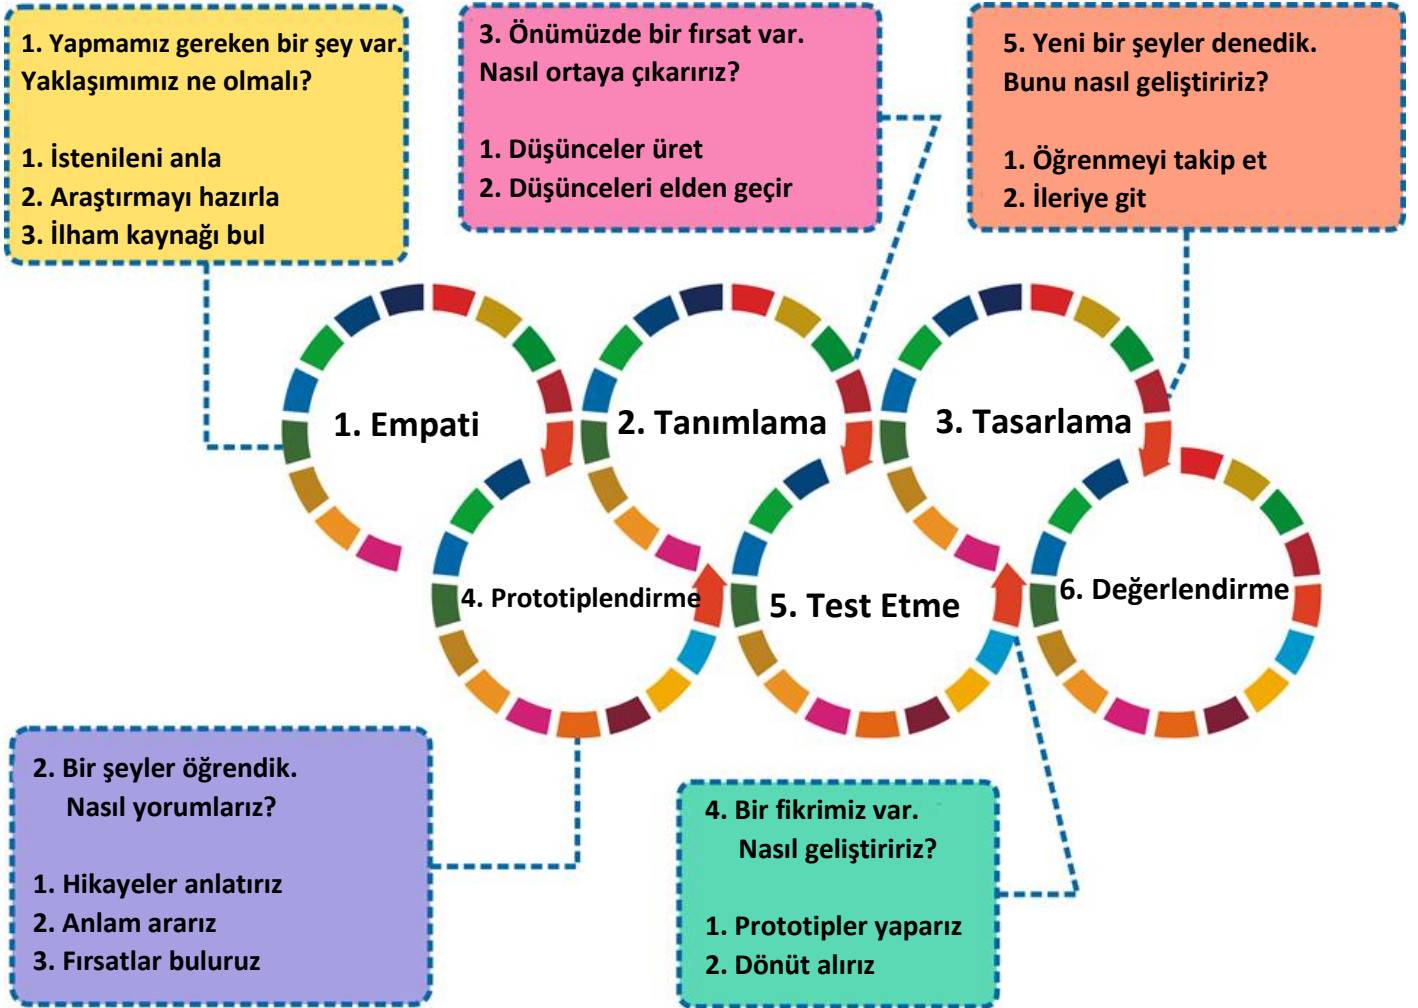 1. Yapmamız gereken bir şey var.
Yaklaşımımız ne olmalı?
1. İstenileni anla
2. Araştırmayı hazırla
3. İlham kaynağı bul
3. Önümüzde bir fırsat var.
Nasıl ortaya çıkarırız?
1. Düşünceler üret
2. Düşünceleri elden geçir
5. Yeni bir şeyler denedik.
Bunu nasıl geliştiririz?
1. Öğrenmeyi takip et
2. İleriye git
1. Empati
2. Tanımlama
3. Tasarlama
4. Prototiplendirme
5. Test Etme
6. Değerlendirme
2. Bir şeyler öğrendik.
Nasıl yorumlarız?
1. Hikayeler anlatırız
2. Anlam ararız
3. Fırsatlar buluruz
4. Bir fikrimiz var.
Nasıl geliştiririz?
1. Prototipler yaparız
2. Dönüt alırız